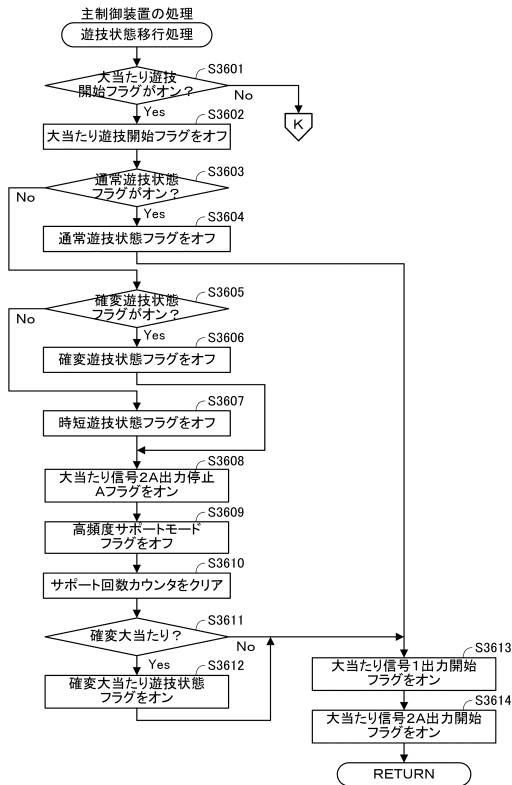 主制御装置の処理
遊技状態移行処理
S3601
大当たり遊技
開始フラグがオン？
No
K
Yes
S3602
大当たり遊技開始フラグをオフ
S3603
通常遊技状態
フラグがオン？
No
Yes
S3604
通常遊技状態フラグをオフ
S3605
確変遊技状態
フラグがオン？
No
Yes
S3606
確変遊技状態フラグをオフ
S3607
時短遊技状態フラグをオフ
S3608
大当たり信号2A出力停止
Aフラグをオン
S3609
高頻度サポートモード
フラグをオフ
S3610
サポート回数カウンタをクリア
S3611
確変大当たり？
No
Yes
S3612
確変大当たり遊技状態
フラグをオン
S3613
大当たり信号1出力開始
フラグをオン
S3614
大当たり信号2A出力開始
フラグをオン
RETURN